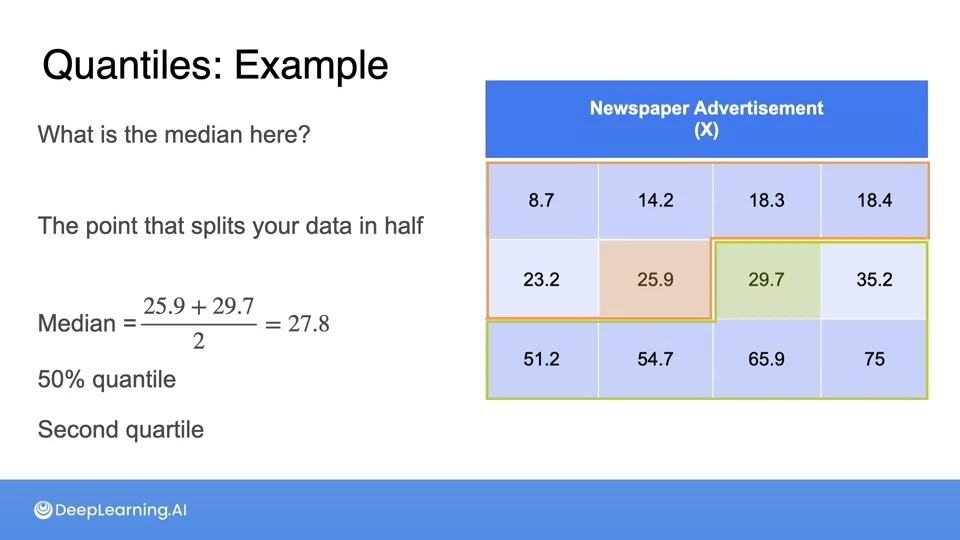 Quantiles: Example
What is the median here?
The point that splits your data in half
Median = 25.9 + 29.7 / 2 = 27.8
50% quantile
Second quartile
Newspaper Advertisement
(X)
8.7 14.2 18.3 18.4
23.2 25.9 29.7 35.2
51.2 54.7 65.9 75
DeepLearning.AI